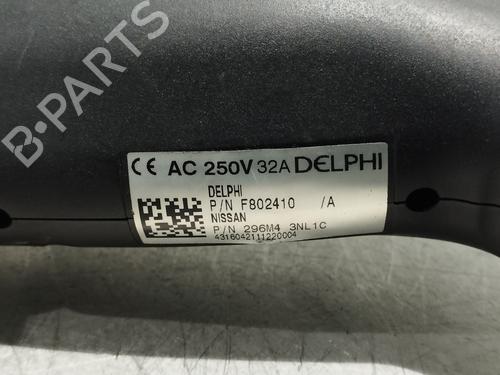 CE AC 250V 32A DELPHI
DELPHI
P/N F802410 /A
NISSAN
P/N 296M4 3NL1C
4316042111220004
B-PARTS